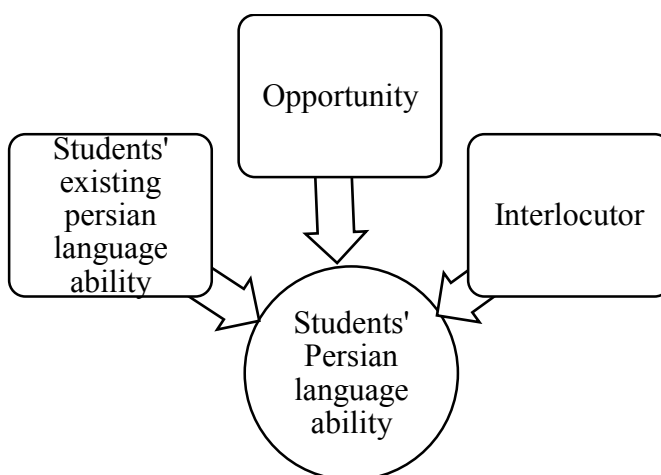 Opportunity
Students'
existing
persian
language
ability
Interlocutor
Students'
Persian
language
ability